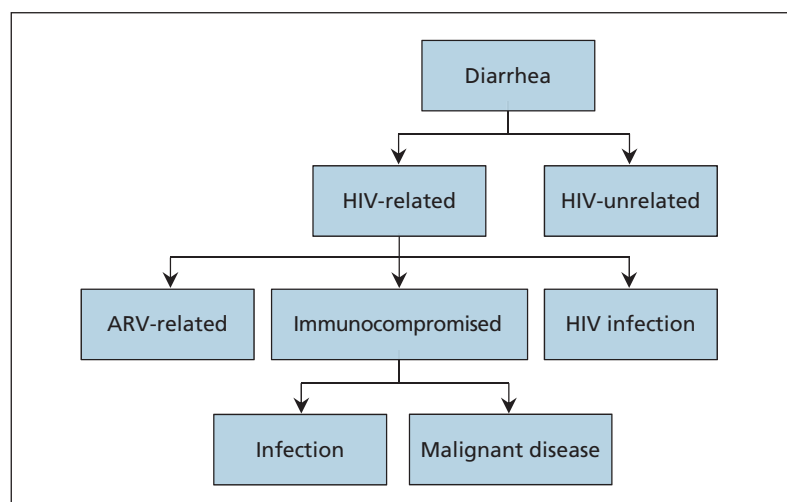 Diarrhea
HIV-related
HIV-unrelated
ARV-related
Immunocompromised
HIV infection
Infection
Malignant disease